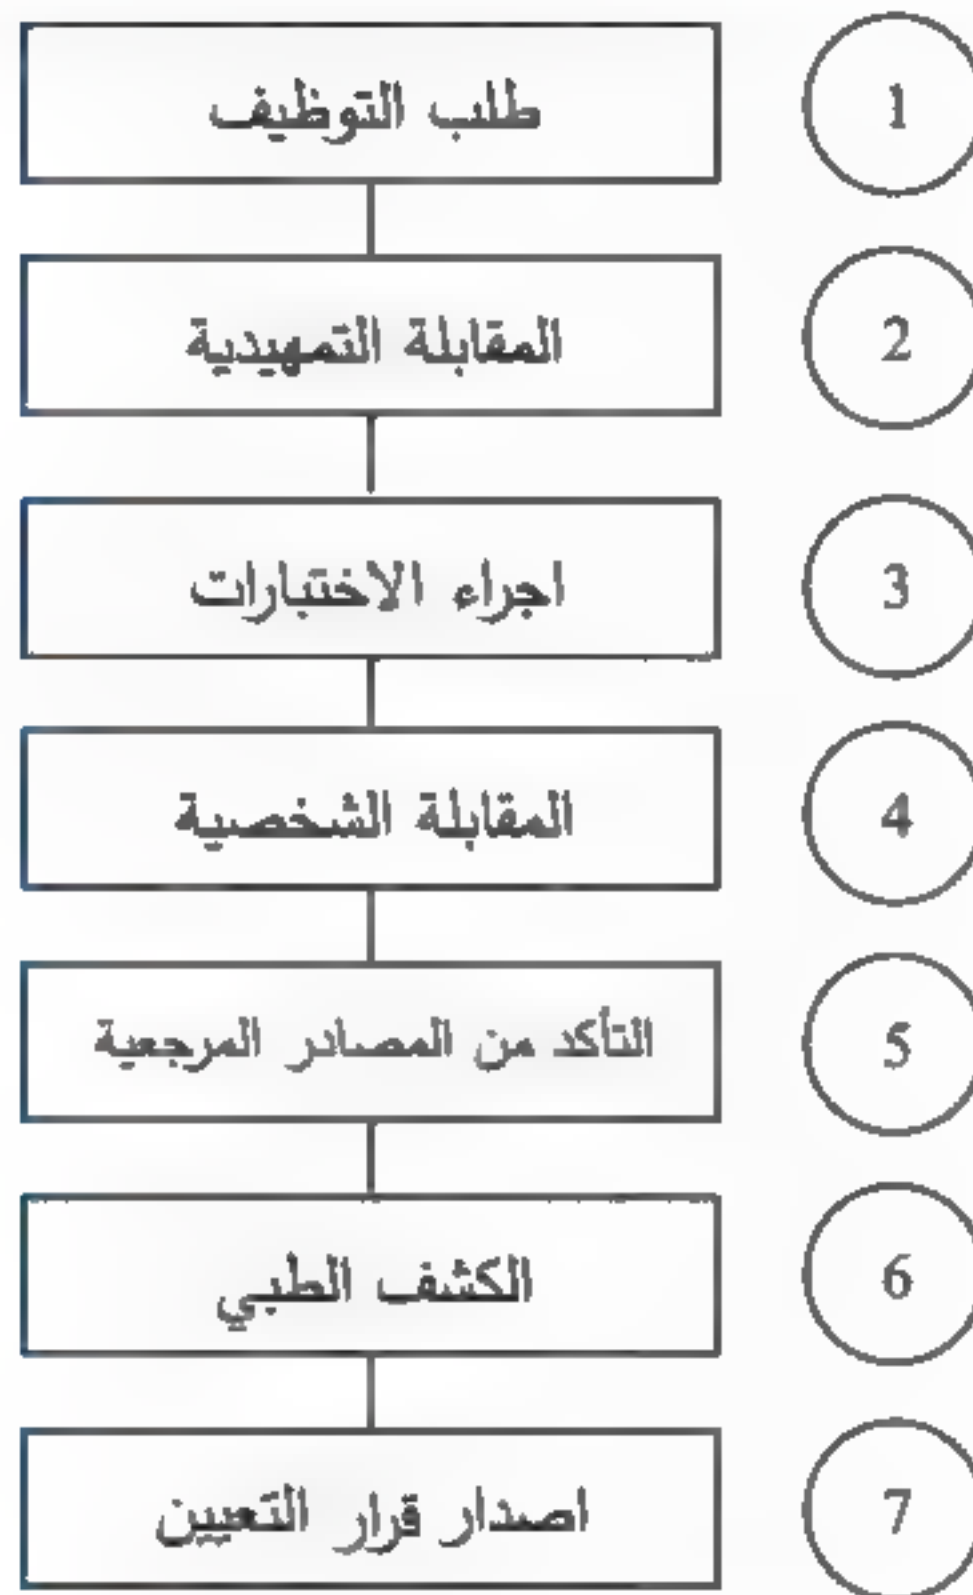 طلب التوظيف
1
المقابلة التمهيدية
2
اجراء الاختبارات
3
المقابلة الشخصية
4
التأكد من المصادر المرجعية
5
الكشف الطبي
6
اصدار قرار التعيين
7